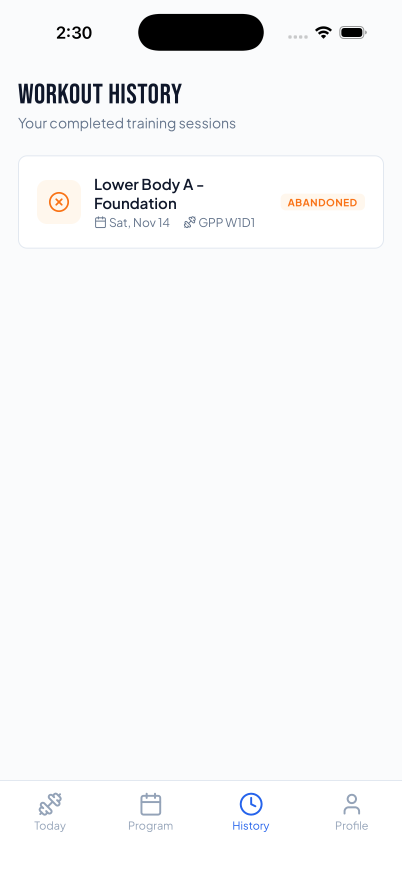 2:30
WORKOUT HISTORY
Your completed training sessions
Lower Body A -
Foundation
ABANDONED
Sat, Nov 14 GPP W1D1
Today Program History Profile